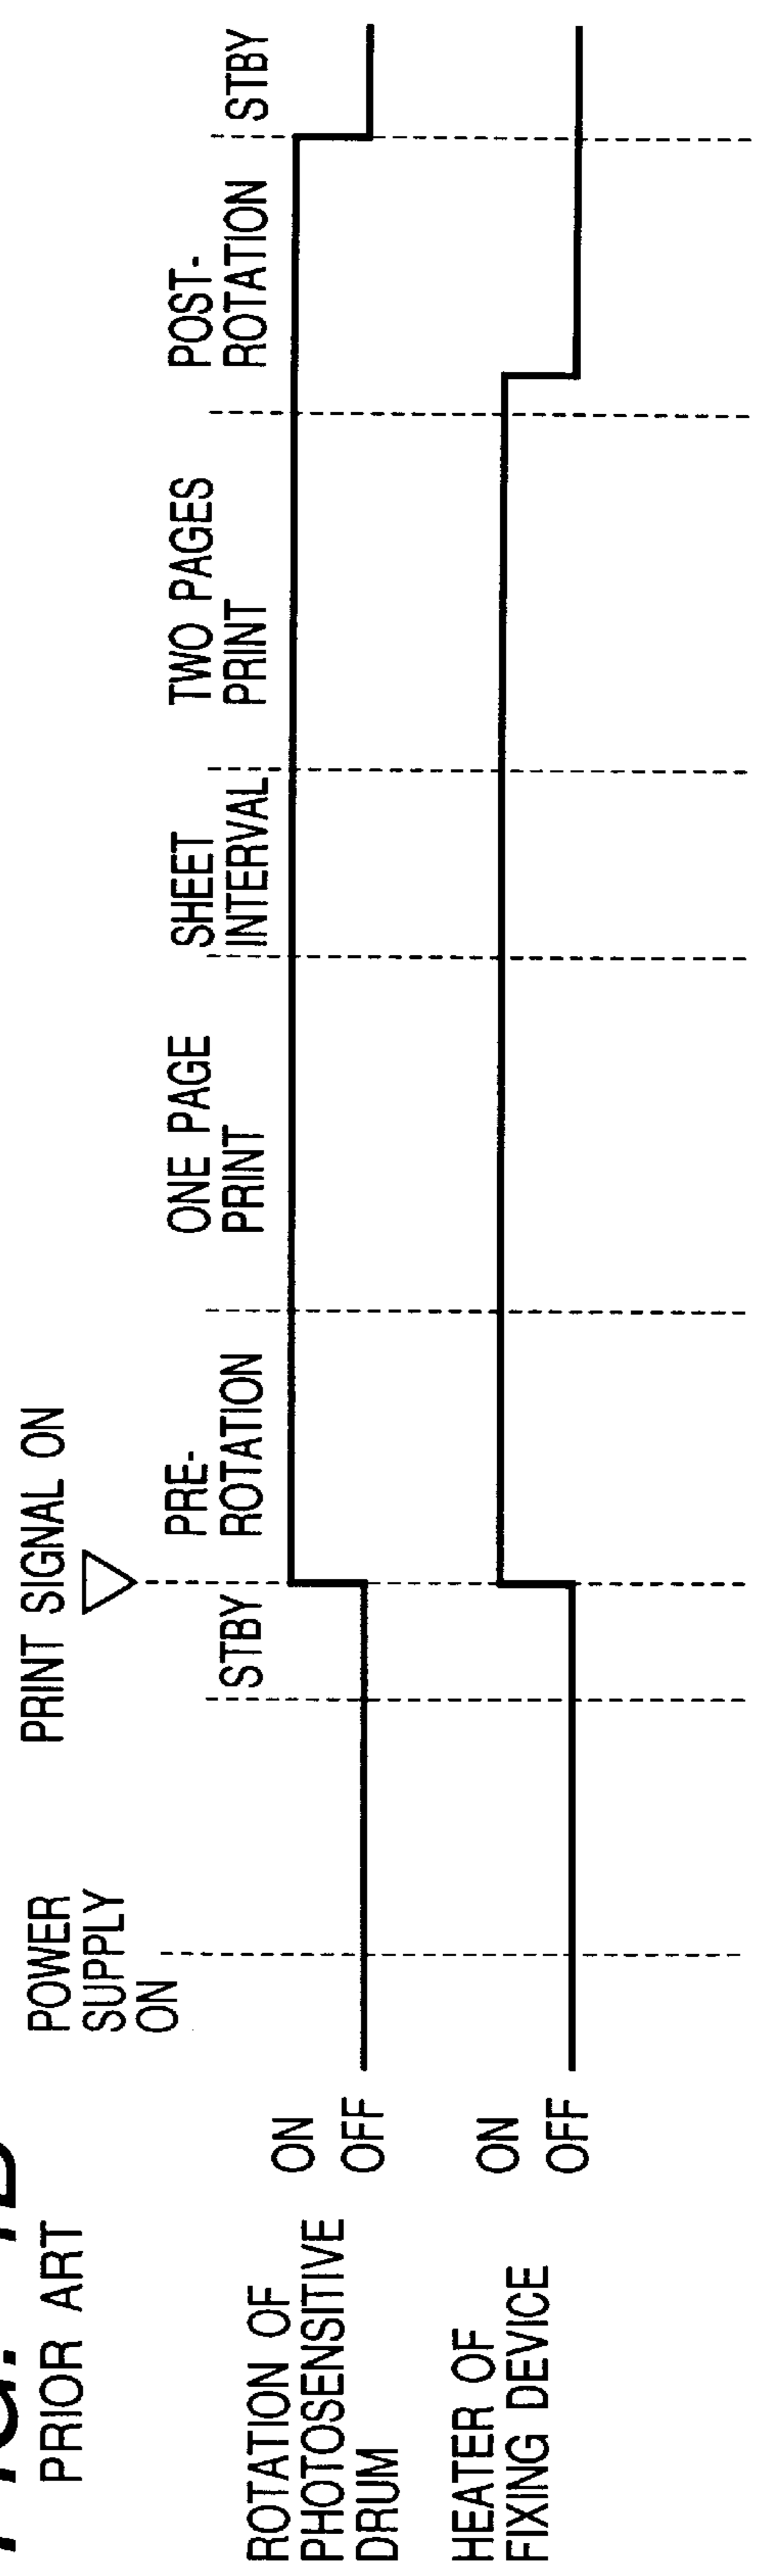 PRIOR ART
POWER
SUPPLY
ON
PRINT SIGNAL ON
STBY
PRE-
ROTATION
ONE PAGE
PRINT
SHEET
INTERVAL
TWO PAGES
PRINT
POST-
ROTATION
STBY
ROTATION OF
PHOTOSENSITIVE
DRUM
ON
OFF
HEATER OF
FIXING DEVICE
ON
OFF